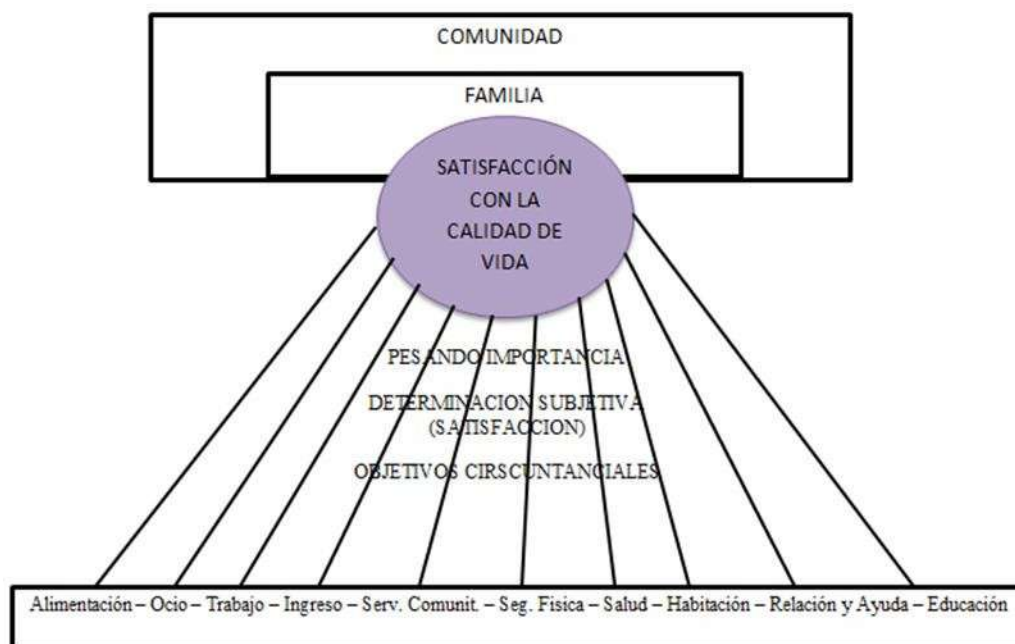 COMUNIDAD
FAMILIA
SATISFACCIÓN
CON LA
CALIDAD DE
VIDA
PESANDO IMPORTANCIA
DETERMINACION SUBJETIVA
(SATISFACCION)
OBJETIVOS CIRSCUNTANCIALES
Alimentación – Ocio – Trabajo – Ingreso – Serv. Comunit. – Seg. Fisica – Salud – Habitación – Relación y Ayuda – Educación